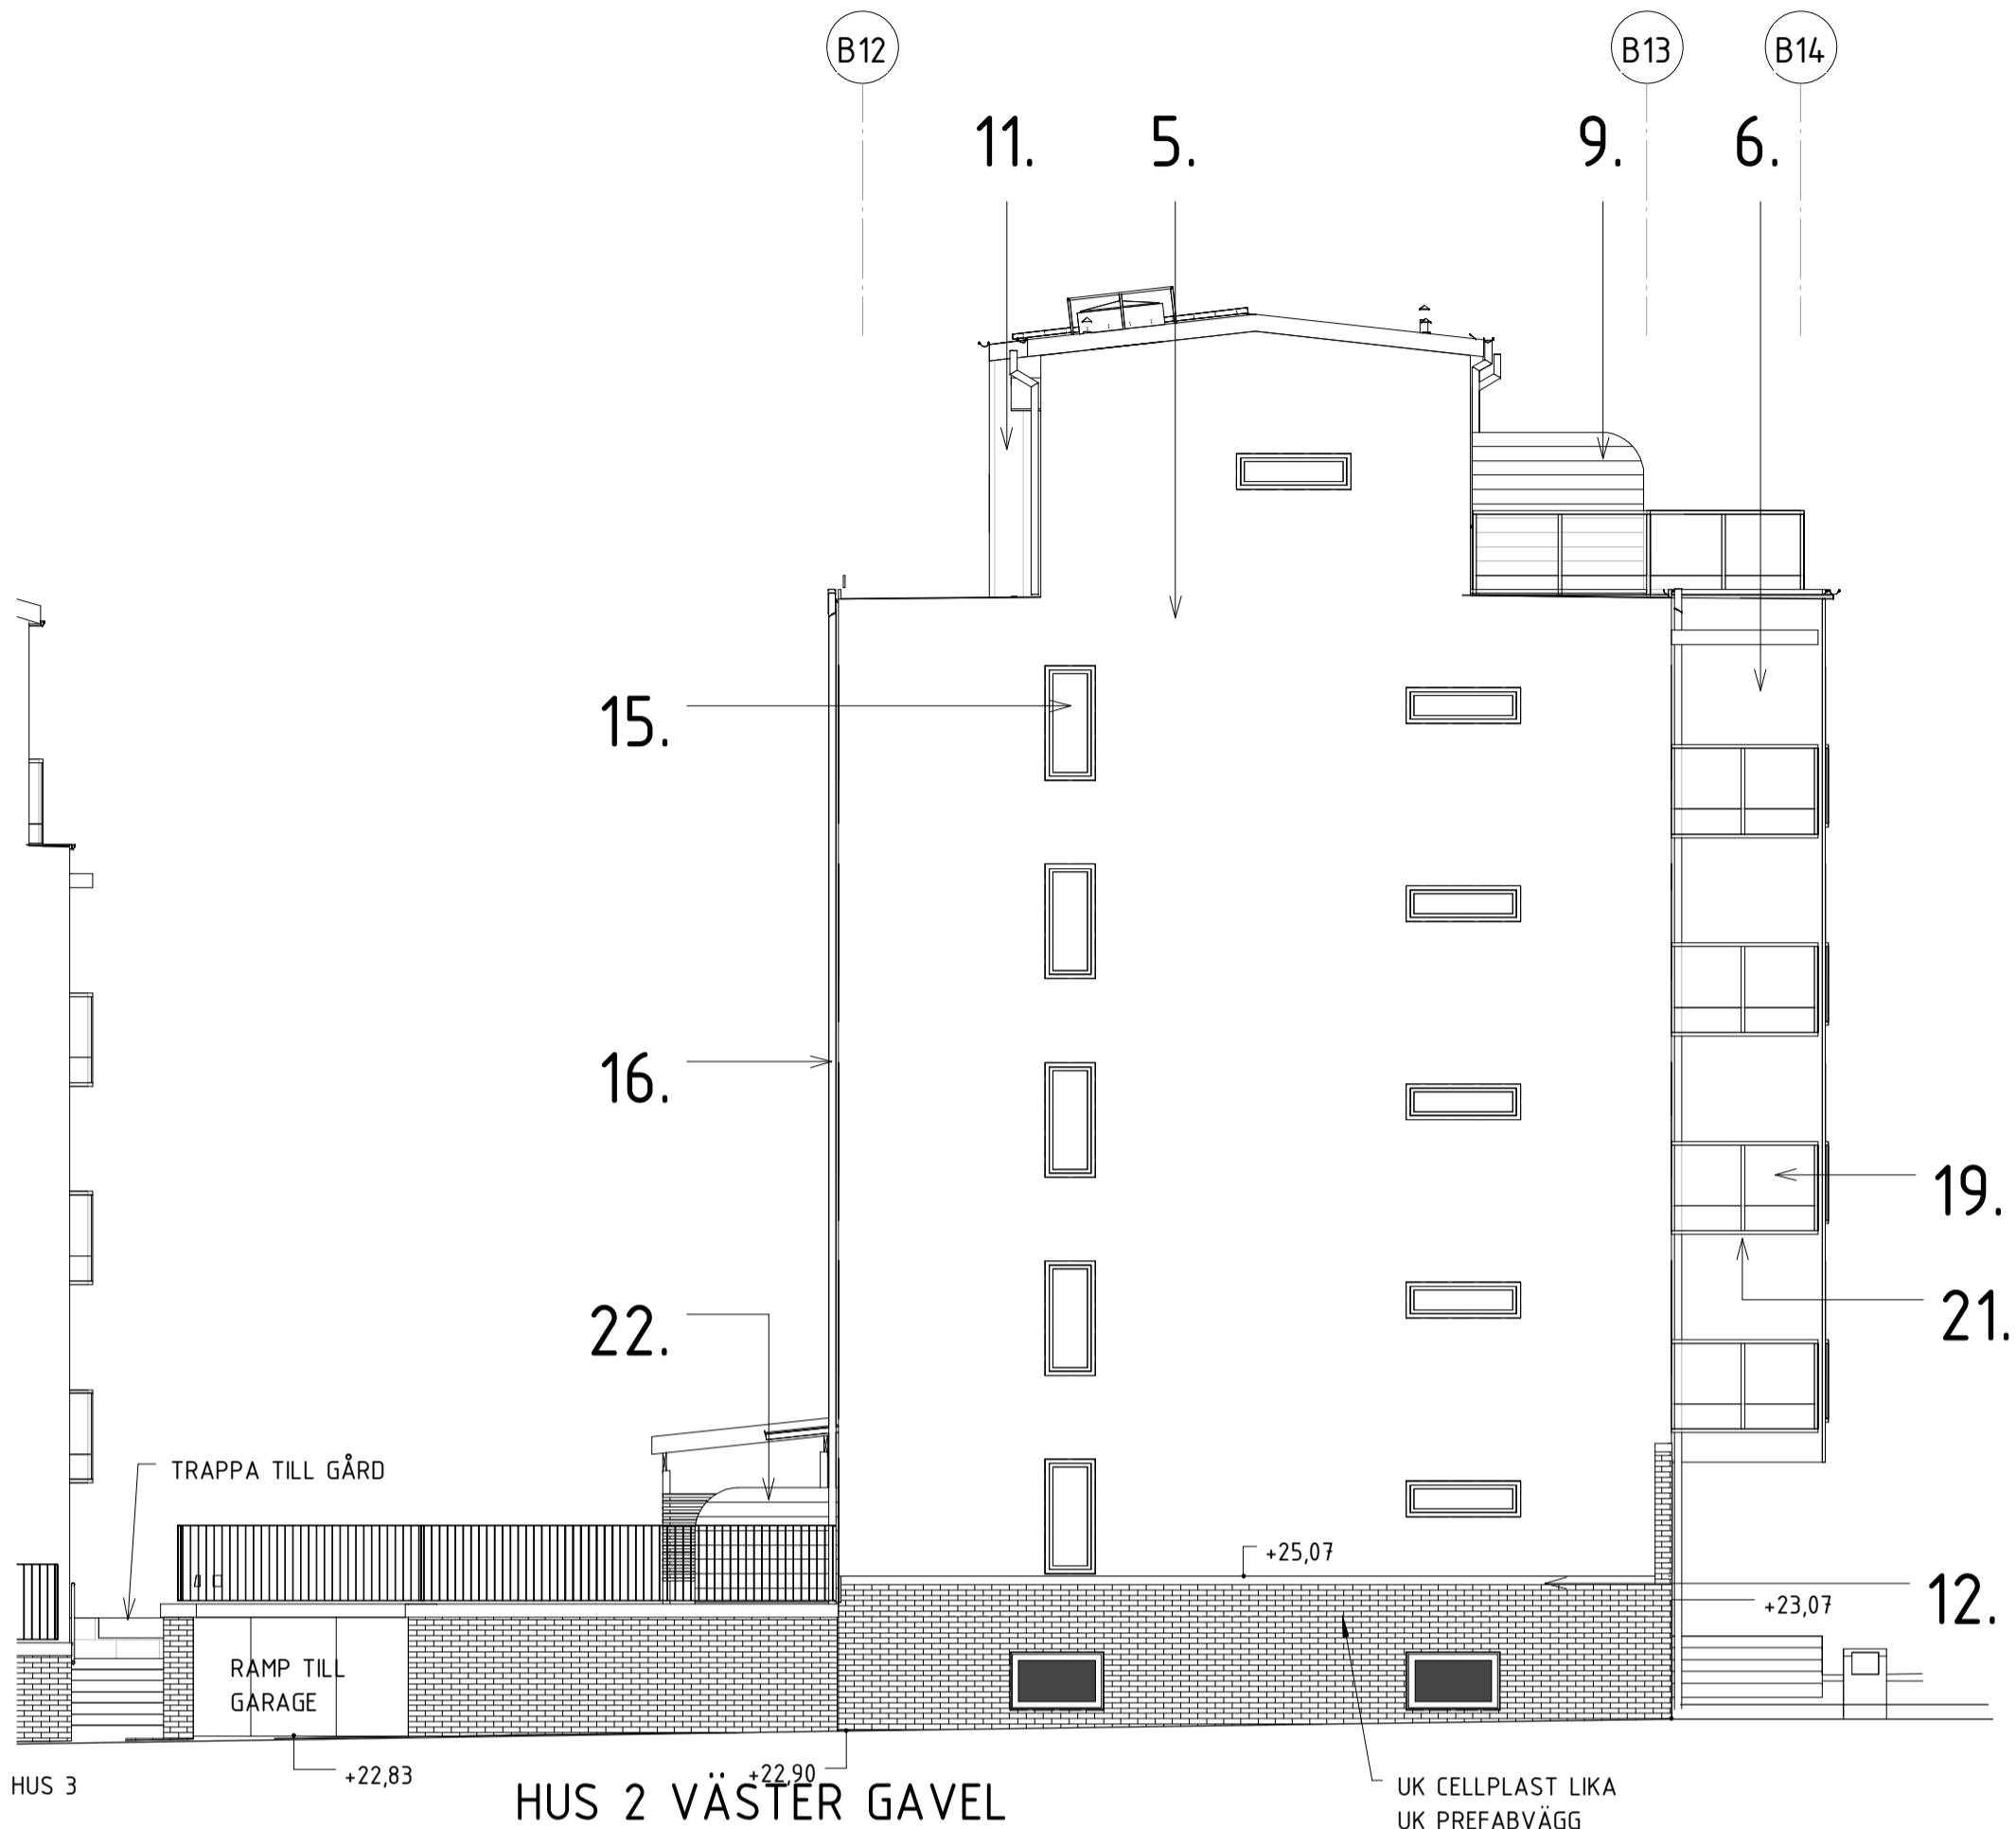 B12
B13
B14
11.
5.
9.
6.
15.
16.
19.
21.
22.
TRAPPA TILL GÅRD
+25,07
12.
+23,07
RAMP TILL
GARAGE
+22,83
+22,90
HUS 3
HUS 2 VÄSTER GAVEL
UK CELLPLAST LIKA
UK PREFABVÄGG